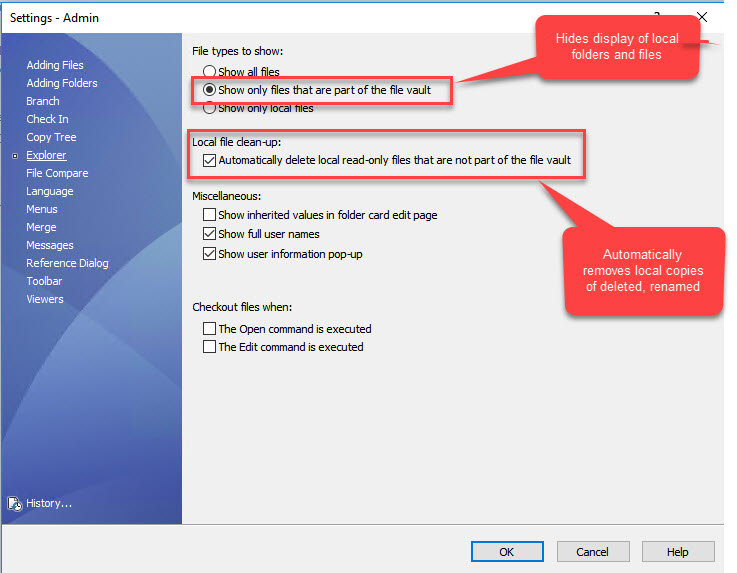 Settings - Admin
?
Hides display of local
folders and files
Adding Files
Adding Folders
Branch
Check In
Copy Tree
Explorer
File Compare
Language
Menus
Merge
Messages
Reference Dialog
Toolbar
Viewers
History...
File types to show:
Show all files
Show only files that are part of the file vault
Show only local files
Local file clean-up:
Automatically delete local read-only files that are not part of the file vault
Miscellaneous:
Show inherited values in folder card edit page
Show full user names
Show user information pop-up
Automatically
removes local copies
of deleted, renamed
Checkout files when:
The Open command is executed
The Edit command is executed
OK
Cancel
Help